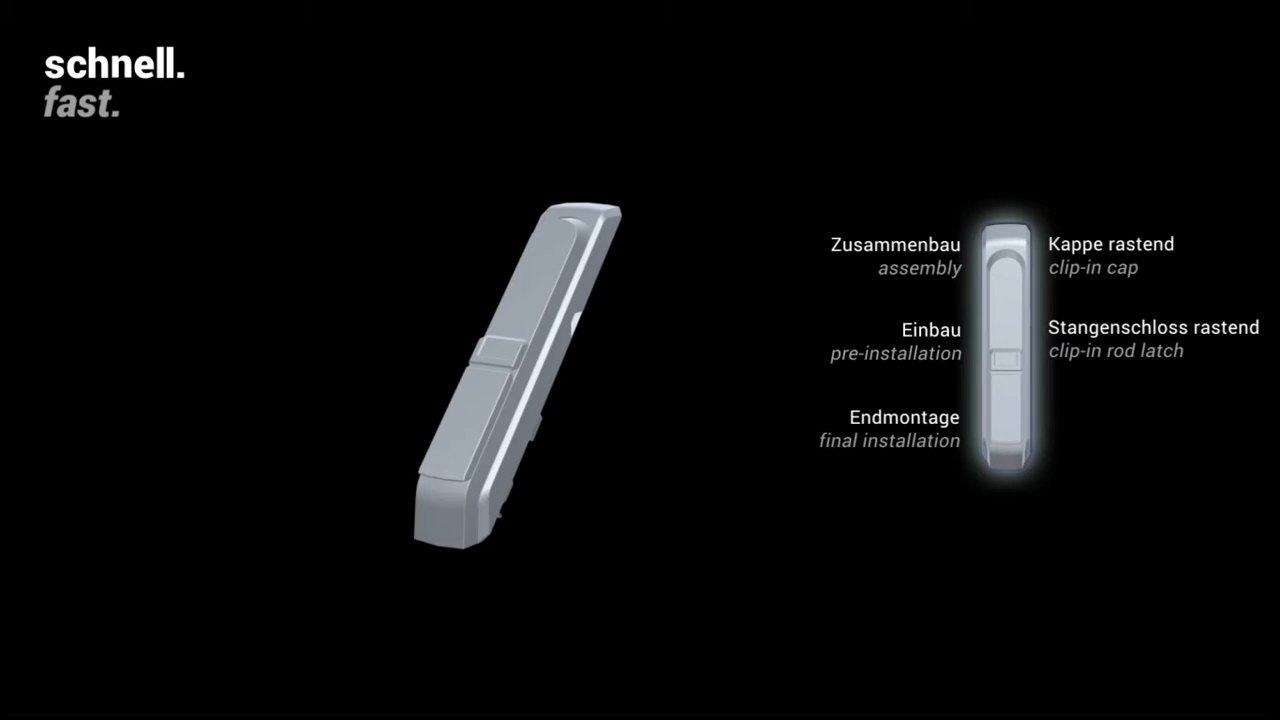 schnell.
fast.
Zusammenbau
assembly
Kappe rastend
clip-in cap
Einbau
pre-installation
Stangenschloss rastend
clip-in rod latch
Endmontage
final installation